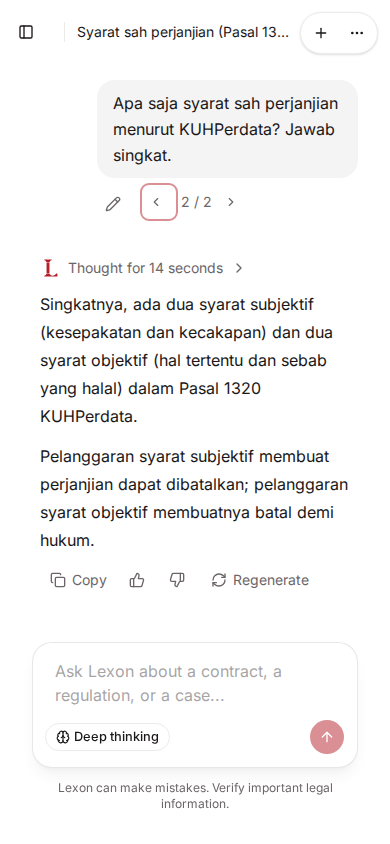 Syarat sah perjanjian (Pasal 13...
Apa saja syarat sah perjanjian
menurut KUHPerdata? Jawab
singkat.
2 / 2
L Thought for 14 seconds
Singkatnya, ada dua syarat subjektif
(kesepakatan dan kecakapan) dan dua
syarat objektif (hal tertentu dan sebab
yang halal) dalam Pasal 1320
KUHPerdata.
Pelanggaran syarat subjektif membuat
perjanjian dapat dibatalkan; pelanggaran
syarat objektif membuatnya batal demi
hukum.
Copy Regenerate
Ask Lexon about a contract, a
regulation, or a case...
Deep thinking
Lexon can make mistakes. Verify important legal
information.